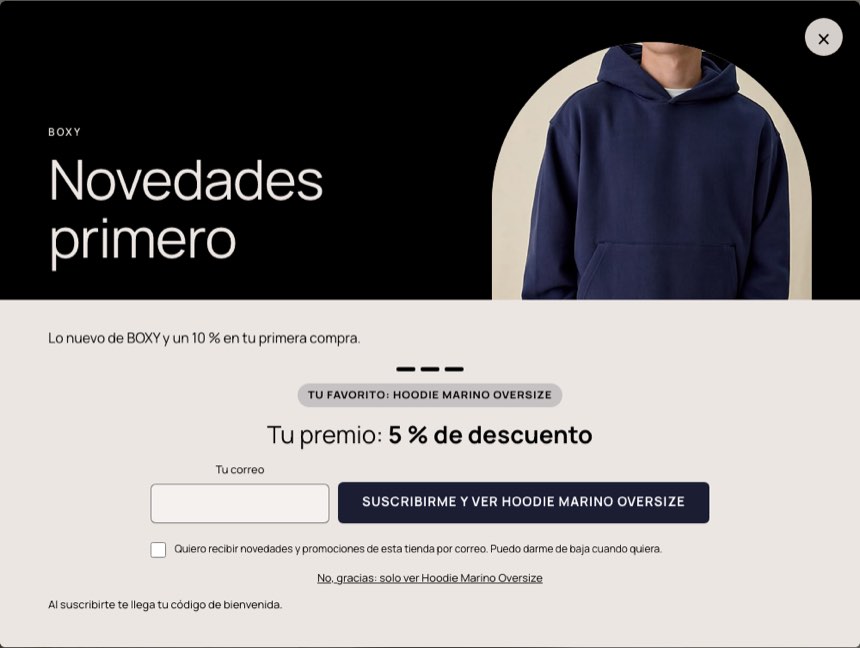 BOXY
Novedades
primero
Lo nuevo de BOXY y un 10 % en tu primera compra.
TU FAVORITO: HOODIE MARINO OVERSIZE
Tu premio: 5 % de descuento
Tu correo
SUSCRIBIRME Y VER HOODIE MARINO OVERSIZE
Quiero recibir novedades y promociones de esta tienda por correo. Puedo darme de baja cuando quiera.
No, gracias: solo ver Hoodie Marino Oversize
Al suscribirte te llega tu código de bienvenida.